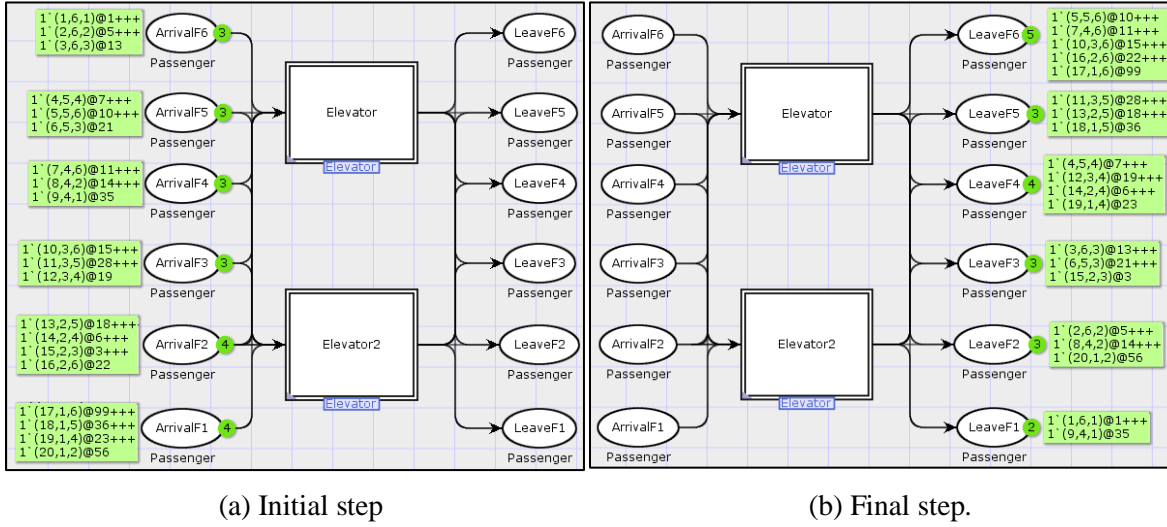 1`(1,6,1)@1+++
1`(2,6,2)@5+++
1`(3,6,3)@13
ArrivalF6
3
Passenger
1`(4,5,4)@7+++
1`(5,5,6)@10+++
1`(6,5,3)@21
ArrivalF5
3
Passenger
1`(7,4,6)@11+++
1`(8,4,2)@14+++
1`(9,4,1)@35
ArrivalF4
3
Passenger
1`(10,3,6)@15+++
1`(11,3,5)@28+++
1`(12,3,4)@19
ArrivalF3
3
Passenger
1`(13,2,5)@18+++
1`(14,2,4)@6+++
1`(15,2,3)@3+++
1`(16,2,6)@22
ArrivalF2
4
Passenger
1`(17,1,6)@99+++
1`(18,1,5)@36+++
1`(19,1,4)@23+++
1`(20,1,2)@56
ArrivalF1
4
Passenger
Elevator
Elevator
Elevator2
Elevator
LeaveF6
Passenger
LeaveF5
Passenger
LeaveF4
Passenger
LeaveF3
Passenger
LeaveF2
Passenger
LeaveF1
Passenger
(a) Initial step
ArrivalF6
Passenger
ArrivalF5
Passenger
ArrivalF4
Passenger
ArrivalF3
Passenger
ArrivalF2
Passenger
ArrivalF1
Passenger
Elevator
Elevator
Elevator2
Elevator
LeaveF6
5
Passenger
1`(5,5,6)@10+++
1`(7,4,6)@11+++
1`(10,3,6)@15+++
1`(16,2,6)@22+++
1`(17,1,6)@99
LeaveF5
3
Passenger
1`(11,3,5)@28+++
1`(13,2,5)@18+++
1`(18,1,5)@36
LeaveF4
4
Passenger
1`(4,5,4)@7+++
1`(12,3,4)@19+++
1`(14,2,4)@6+++
1`(19,1,4)@23
LeaveF3
3
Passenger
1`(3,6,3)@13+++
1`(6,5,3)@21+++
1`(15,2,3)@3
LeaveF2
3
Passenger
1`(2,6,2)@5+++
1`(8,4,2)@14+++
1`(20,1,2)@56
LeaveF1
2
Passenger
1`(1,6,1)@1+++
1`(9,4,1)@35
(b) Final step.